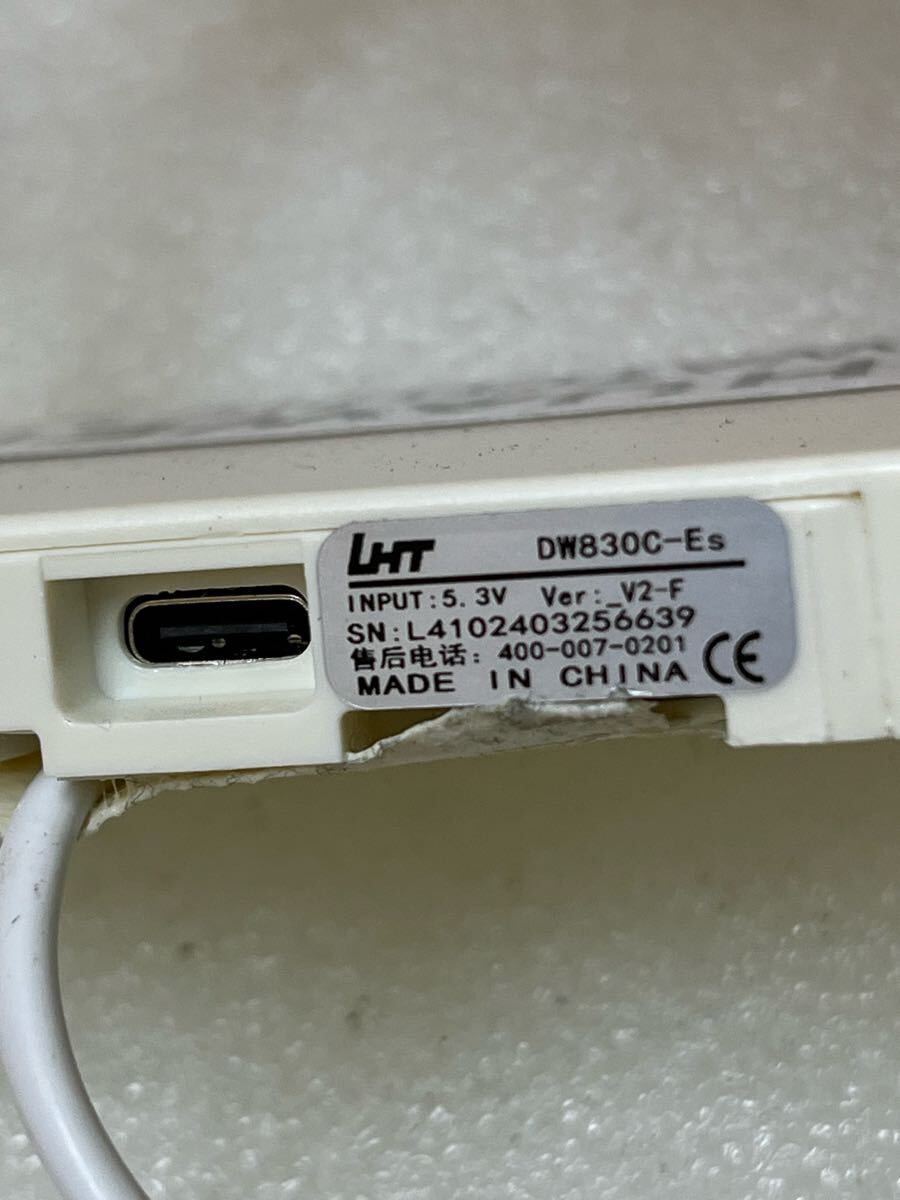 LHT DW830C-Es
INPUT:5.3V Ver:_V2-F
SN:L4102403256639
售后电话: 400-007-0201
MADE IN CHINA CE